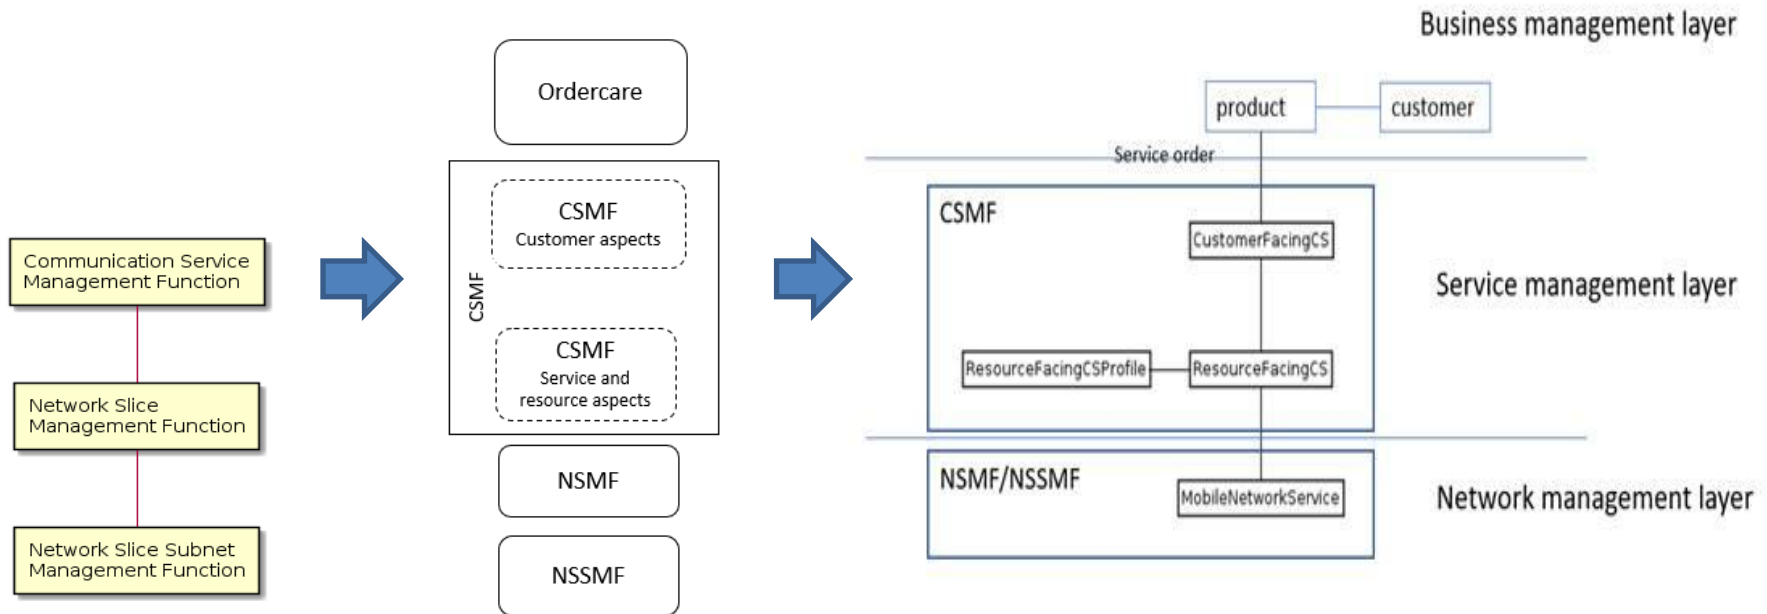 Communication Service
Management Function
Network Slice
Management Function
Network Slice Subnet
Management Function
Ordercare
CSMF
CSMF
Customer aspects
CSMF
Service and
resource aspects
NSMF
NSSMF
Business management layer
product
customer
Service order
CSMF
CustomerFacingCS
Service management layer
ResourceFacingCSProfile
ResourceFacingCS
NSMF/NSSMF
MobileNetworkService
Network management layer